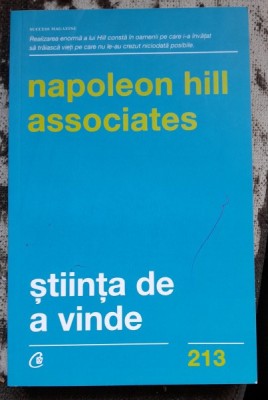 SUCCESS MAGAZINE
Realizarea enormă a lui Hill constă în oamenii pe care i-a învățat
să trăiască vieți pe care nu le-au crezut niciodată posibile.
napoleon hill
associates
știința de
a vinde
213